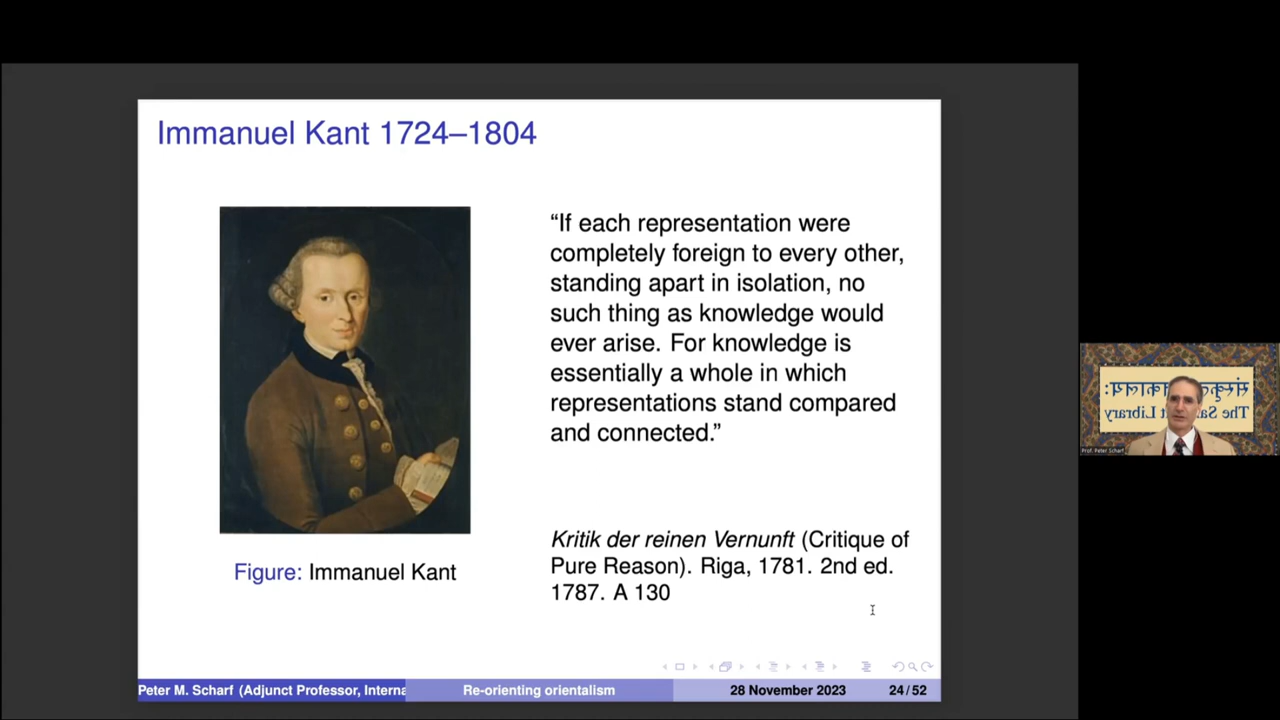 Immanuel Kant 1724–1804
“If each representation were
completely foreign to every other,
standing apart in isolation, no
such thing as knowledge would
ever arise. For knowledge is
essentially a whole in which
representations stand compared
and connected.”
Kritik der reinen Vernunft (Critique of
Pure Reason). Riga, 1781. 2nd ed.
1787. A 130
Figure: Immanuel Kant
Peter M. Scharf (Adjunct Professor, Interna
Re-orienting orientalism
28 November 2023
24/52
The Sa t Library
Prof. Peter Scharf